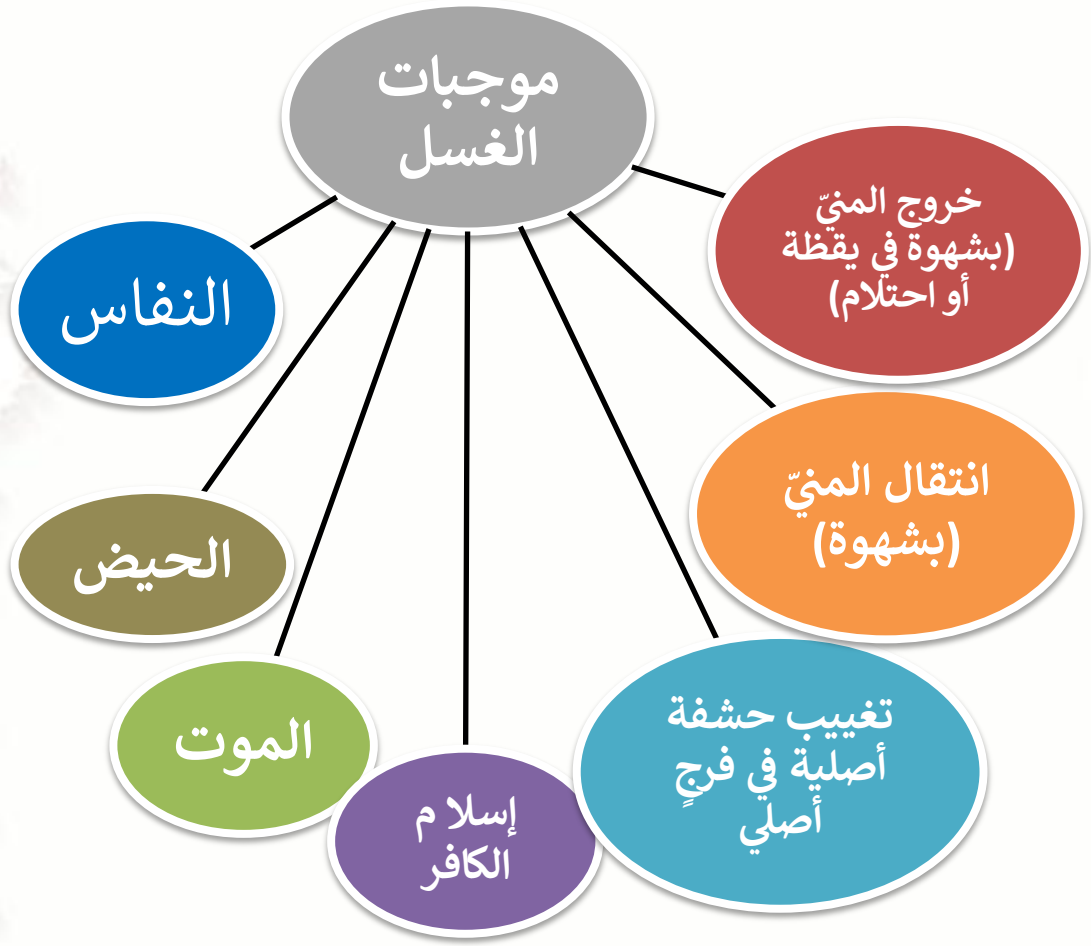 موجبات
الغسل
خروج المنيّ
(بشهوة في يقظة
أو احتلام)
انتقال المنيّ
(بشهوة)
تغييب حشفة
أصلية في فرجٍ
أصلي
إسلا م
الكافر
الموت
الحيض
النفاس